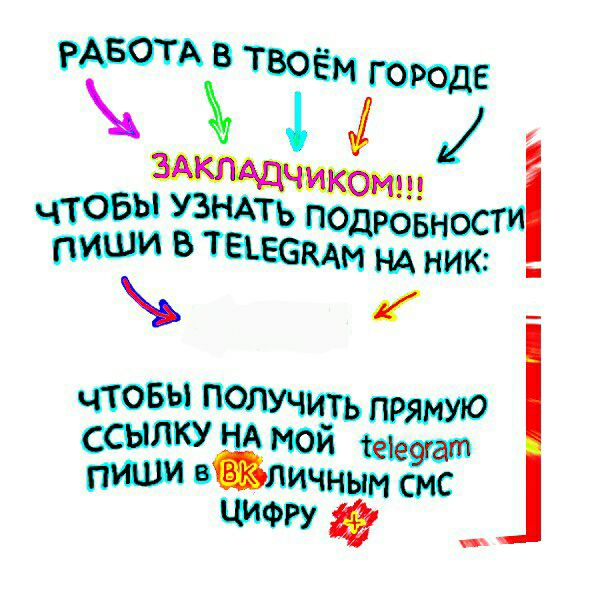 РАБОТА В ТВОЁМ ГОРОДЕ
ЗАКЛАДЧИКОМ!!!
ЧТОБЫ УЗНАТЬ ПОДРОБНОСТИ
ПИШИ В TELEGRAM НА НИК:
ЧТОБЫ ПОЛУЧИТЬ ПРЯМУЮ
ССЫЛКУ НА МОЙ telegram
ПИШИ в ВК ЛИЧНЫМ СМС
ЦИФРУ +